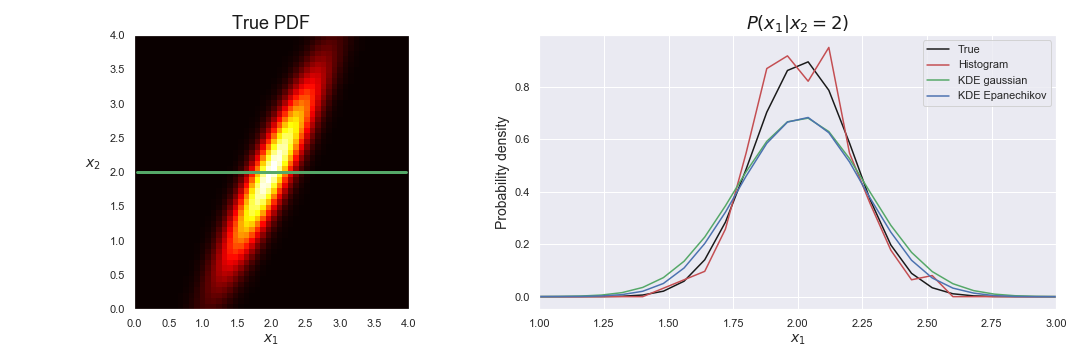 True PDF
4.0
3.5
3.0
2.5
x₂
2.0
1.5
1.0
0.5
0.0
0.0 0.5 1.0 1.5 2.0 2.5 3.0 3.5 4.0
x₁
P(x₁|x₂ = 2)
True
Histogram
KDE gaussian
KDE Epanechikov
Probability density
0.8
0.6
0.4
0.2
0.0
1.00 1.25 1.50 1.75 2.00 2.25 2.50 2.75 3.00
x₁